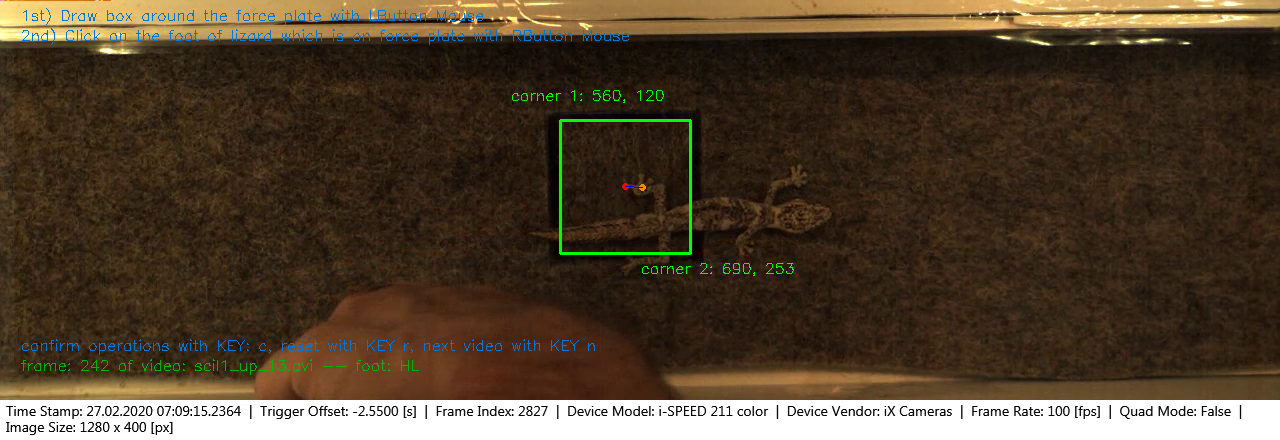 1st) Draw box around the force plate with LButton Mouse
2nd) Click on the foot of lizard which is on force plate with RButton Mouse
corner 1: 560, 120
corner 2: 690, 253
confirm operations with KEY: c, reset with KEY r, next video with KEY n
frame: 242 of video: scil1_up_13.avi —— foot: HL
Time Stamp: 27.02.2020 07:09:15.2364 | Trigger Offset: -2.5500 [s] | Frame Index: 2827 | Device Model: i-SPEED 211 color | Device Vendor: iX Cameras | Frame Rate: 100 [fps] | Quad Mode: False |
Image Size: 1280 x 400 [px]